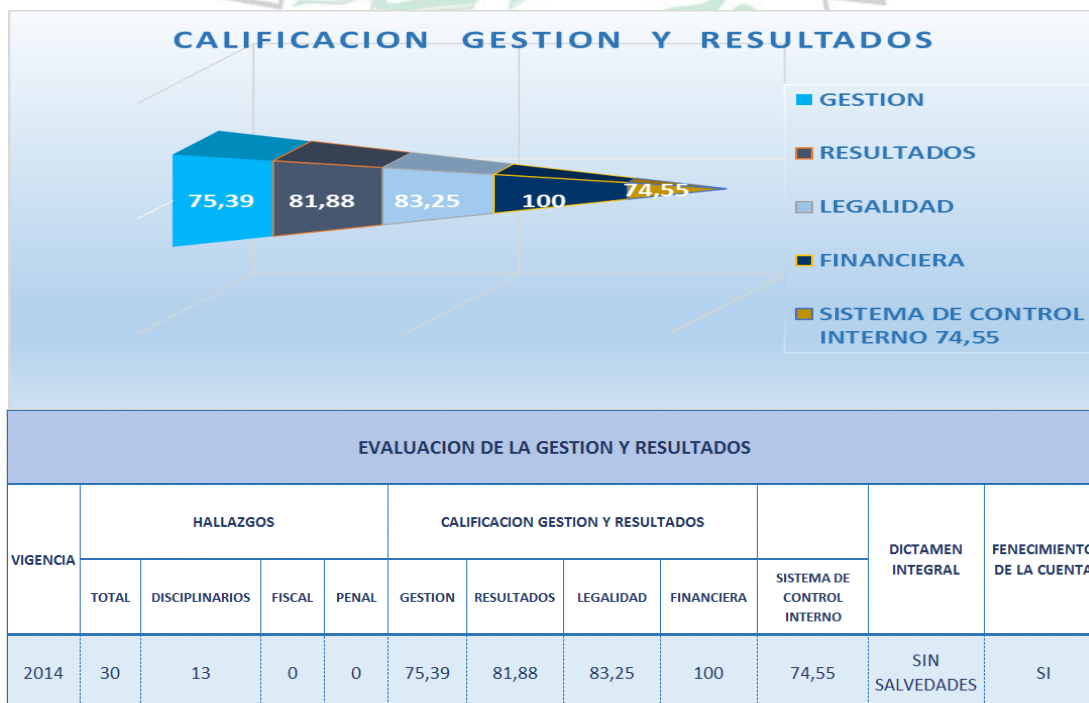 CALIFICACION GESTION Y RESULTADOS
75,39 81,88 83,25 100 74,55
GESTION
RESULTADOS
LEGALIDAD
FINANCIERA
SISTEMA DE CONTROL
INTERNO 74,55
EVALUACION DE LA GESTION Y RESULTADOS
VIGENCIA
HALLAZGOS
CALIFICACION GESTION Y RESULTADOS
DICTAMEN
INTEGRAL
FENECIMIENTO
DE LA CUENTA
TOTAL DISCIPLINARIOS FISCAL PENAL GESTION RESULTADOS LEGALIDAD FINANCIERA
SISTEMA DE
CONTROL
INTERNO
2014 30 13 0 0 75,39 81,88 83,25 100 74,55
SIN
SALVEDADES
SI